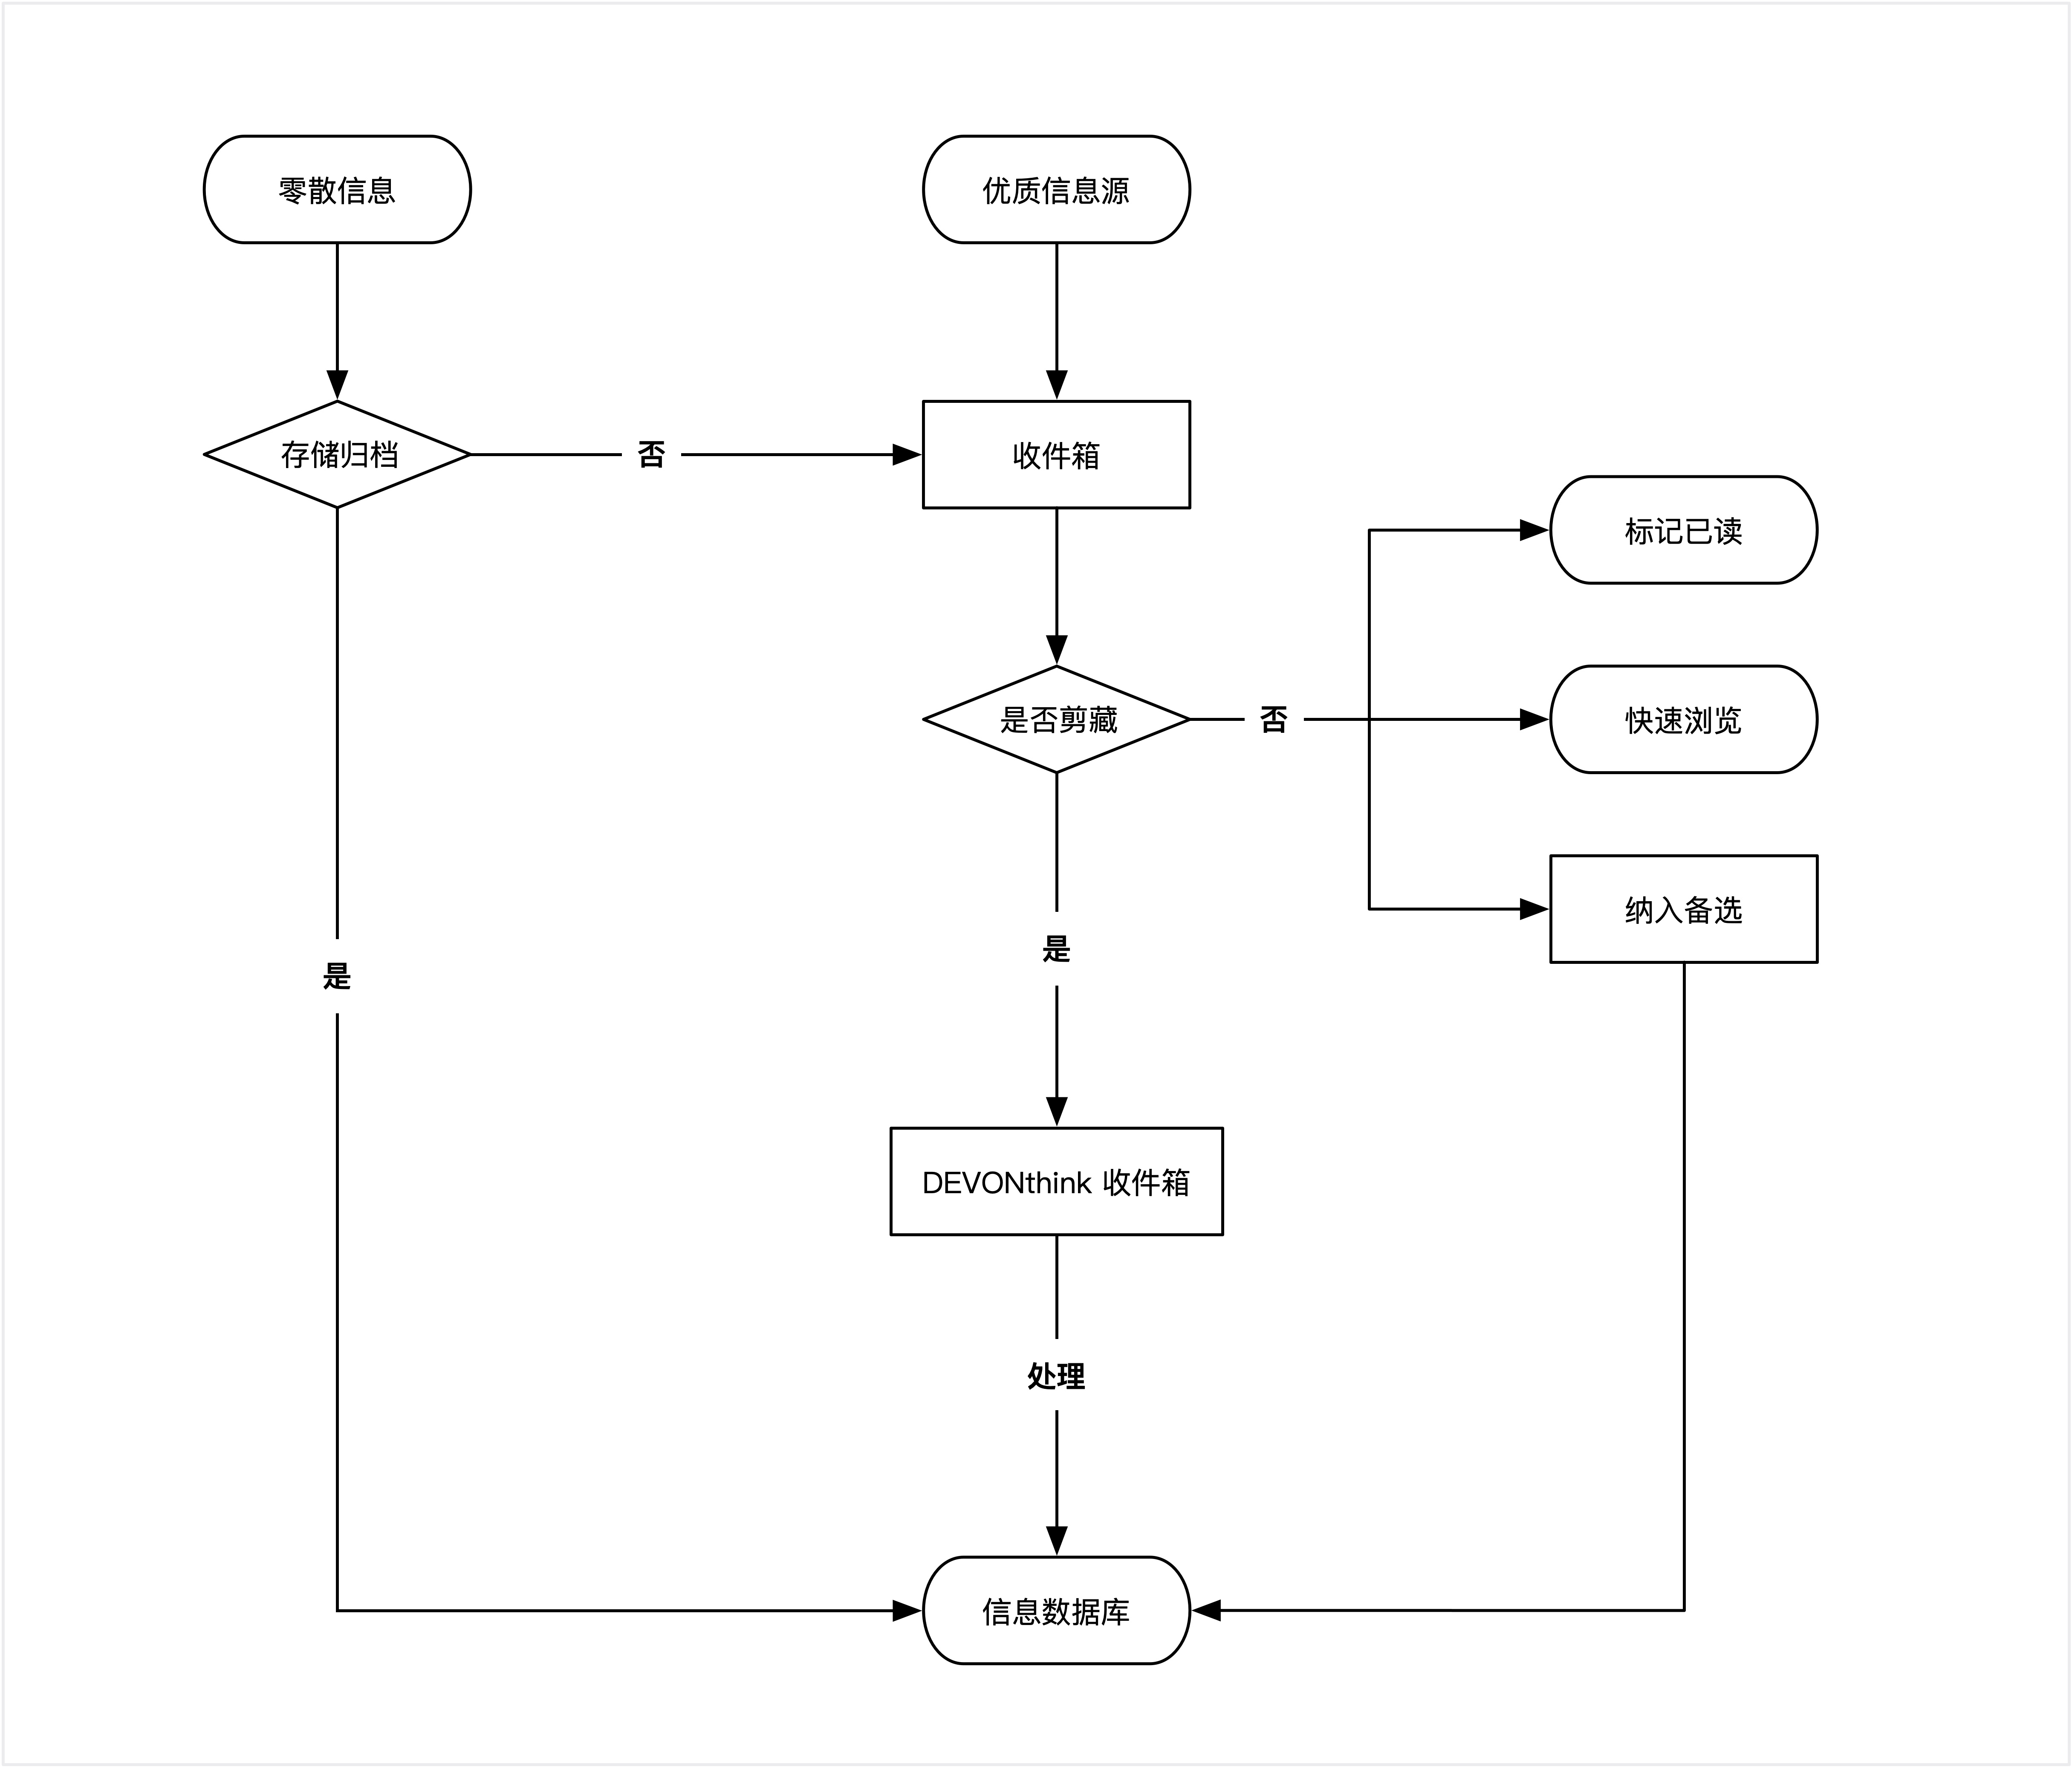 零散信息
优质信息源
存储归档
否
收件箱
标记已读
是否剪藏
否
快速浏览
纳入备选
是
是
DEVONthink 收件箱
处理
信息数据库